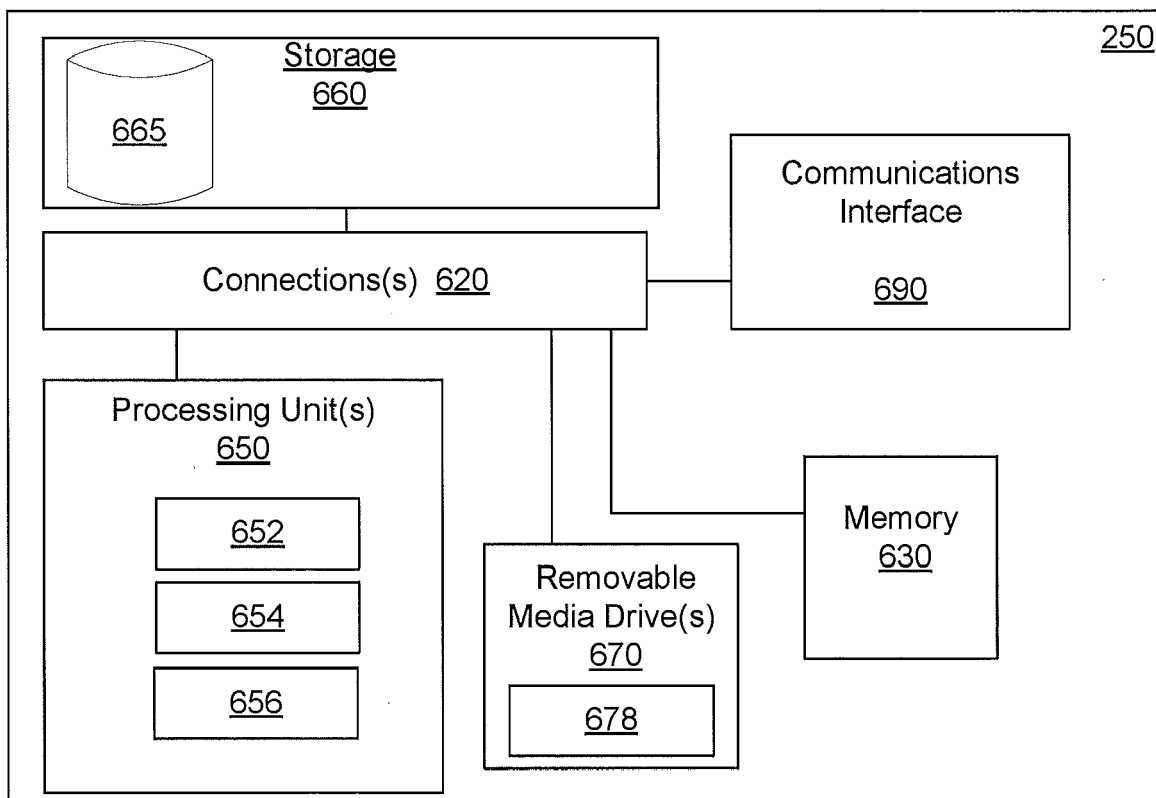 250
Storage
660
665
Communications
Interface
690
Connections(s) 620
Processing Unit(s)
650
652
654
656
Removable
Media Drive(s)
670
678
Memory
630